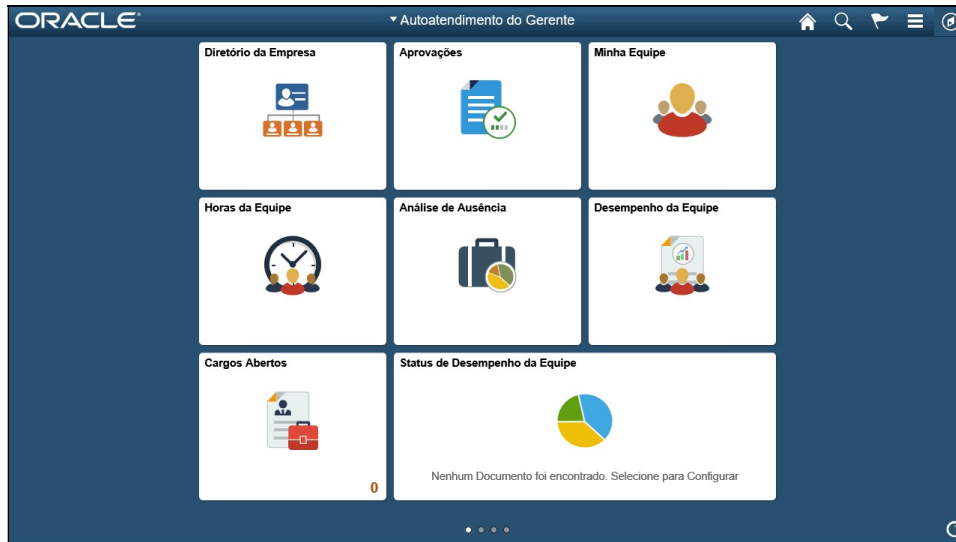 ORACLE
Autoatendimento do Gerente
Diretório da Empresa
Aprovações
Minha Equipe
Horas da Equipe
Análise de Ausência
Desempenho da Equipe
Cargos Abertos
0
Status de Desempenho da Equipe
Nenhum Documento foi encontrado. Selecione para Configurar